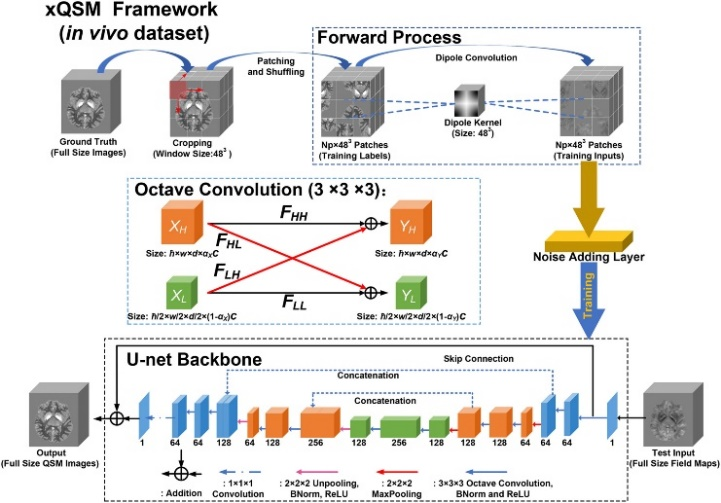 xQSM Framework
(in vivo dataset)
Forward Process
Patching
and Shuffling
Dipole Convolution
Dipole Kernel
(Size: 48³)
Ground Truth
(Full Size Images)
Cropping
(Window Size:48³ )
Np×48³ Patches
(Training Labels)
Np×48³ Patches
(Training Inputs)
Octave Convolution (3 ×3 ×3):
X_H
F_HH
Y_H
Size: h×w×d×α_XC
F_HL
Size: h×w×d×α_YC
F_LH
X_L
F_LL
Y_L
Size: h/2×w/2×d/2×(1-α_X)C
Size: h/2×w/2×d/2×(1-α_Y)C
Noise Adding Layer
Training
U-net Backbone
Skip Connection
Concatenation
Concatenation
1 64 64 128 64 128 256 128 256 128 128 128 64 64 64 1
Output
(Full Size QSM Images)
Test Input
(Full Size Field Maps)
: Addition
: 1×1×1
Convolution
: 2×2×2 Unpooling,
BNorm, ReLU
: 2×2×2
MaxPooling
: 3×3×3 Octave Convolution,
BNorm and ReLU